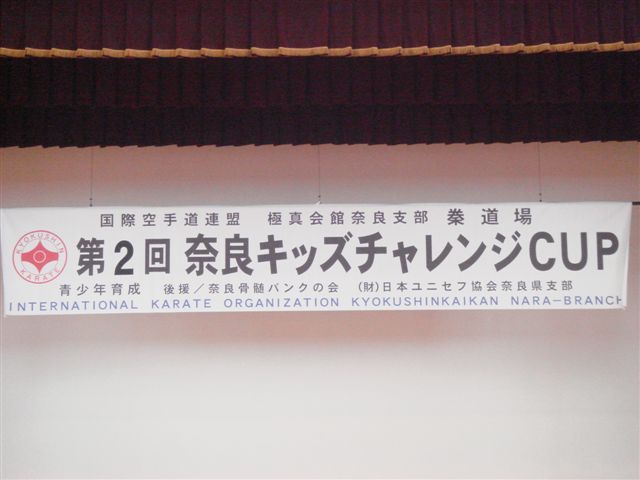 国際空手道連盟 極真会館奈良支部 拳道場
KYOKUSHIN KARATE
第2回 奈良キッズチャレンジCUP
青少年育成 後援／奈良骨髄バンクの会 (財)日本ユニセフ協会奈良県支部
INTERNATIONAL KARATE ORGANIZATION KYOKUSHINKAIKAN NARA-BRANCH